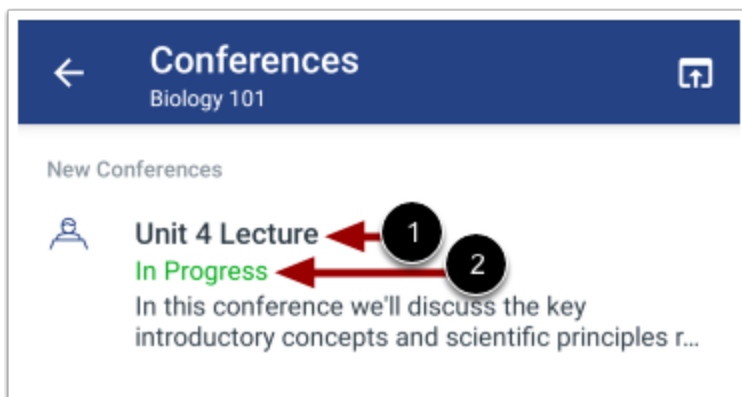 Conferences
Biology 101
New Conferences
Unit 4 Lecture 1
In Progress 2
In this conference we'll discuss the key
introductory concepts and scientific principles r...